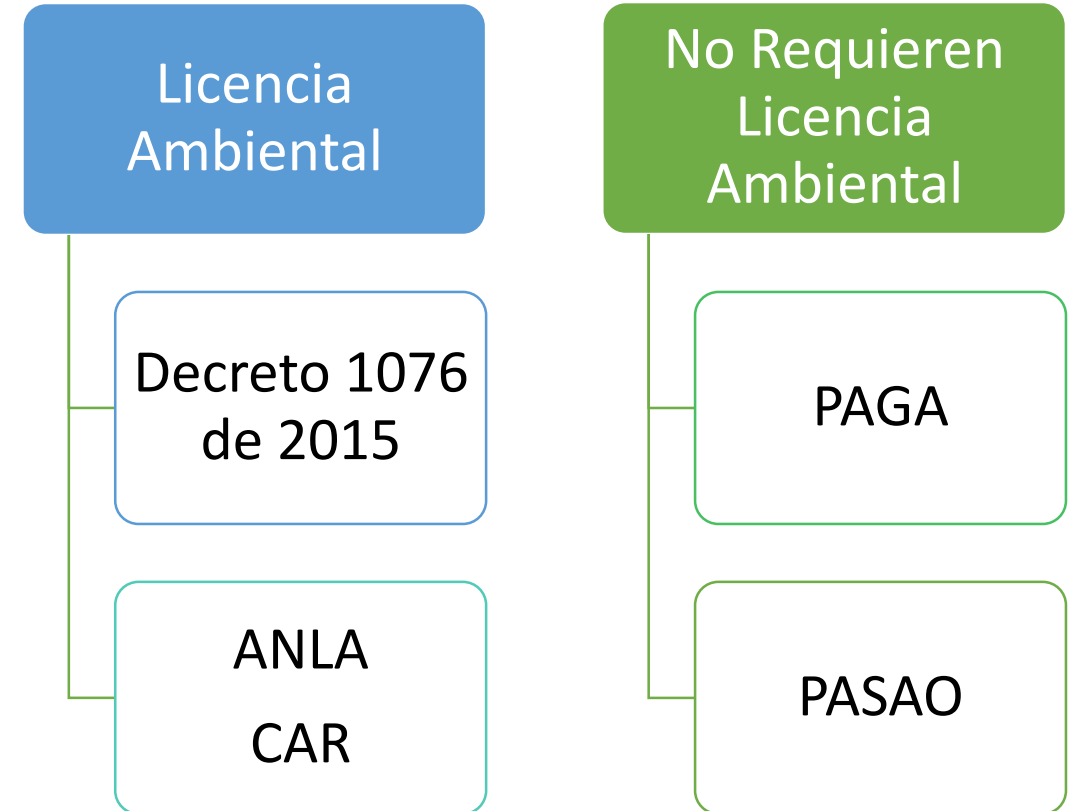 Licencia
Ambiental
Decreto 1076
de 2015
ANLA
CAR
No Requieren
Licencia
Ambiental
PAGA
PASAO